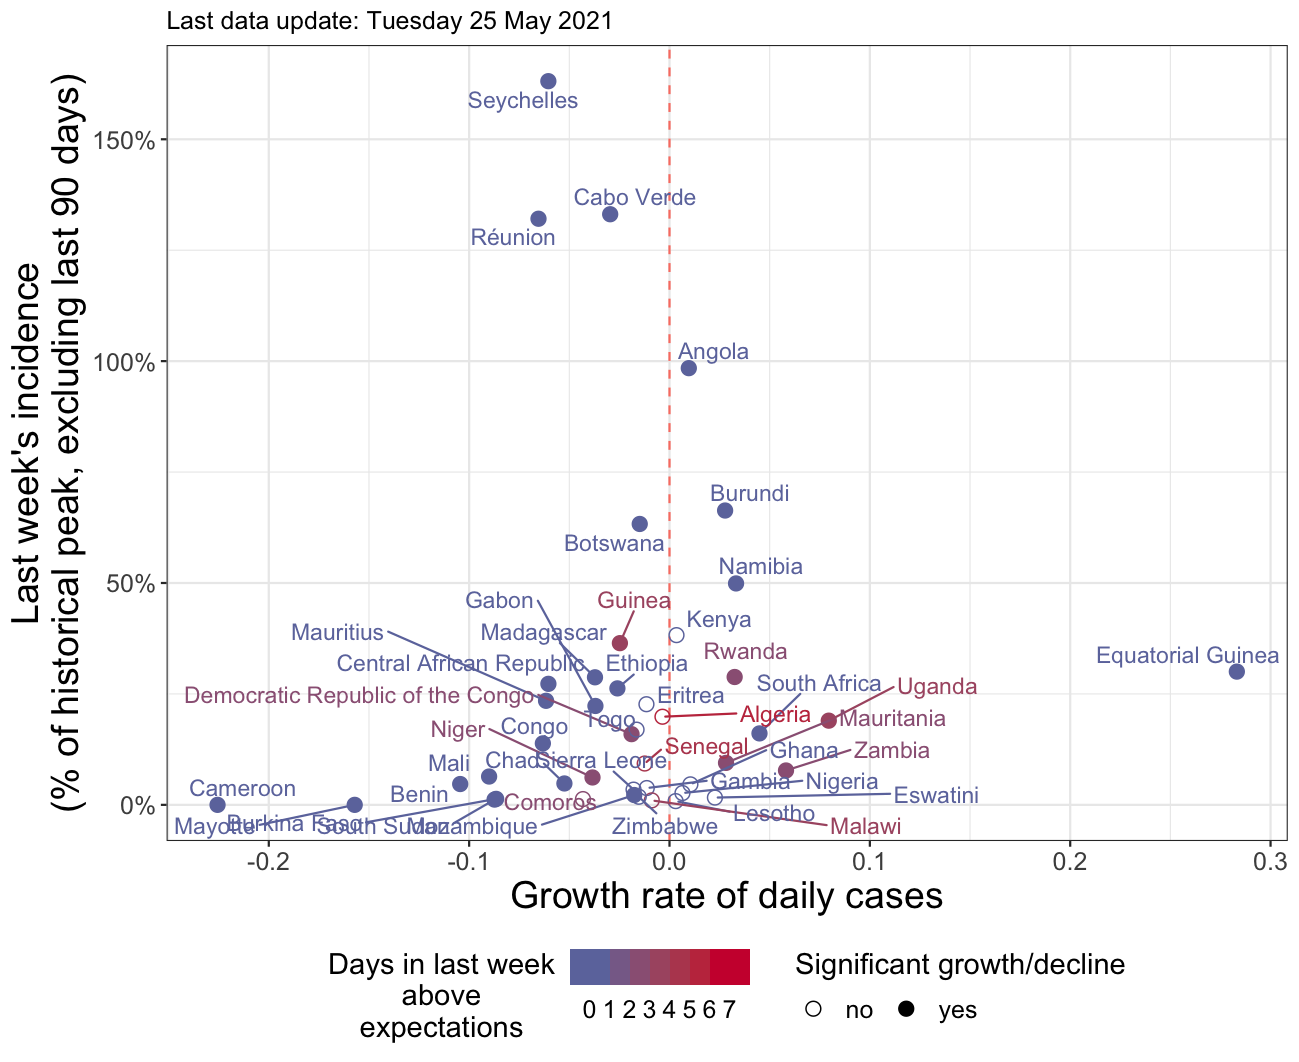 Last data update: Tuesday 25 May 2021
Last week's incidence
(% of historical peak, excluding last 90 days)
150%
100%
50%
0%
Seychelles
Cabo Verde
Réunion
Angola
Burundi
Botswana
Namibia
Gabon
Guinea
Kenya
Mauritius
Madagascar
Rwanda
Central African Republic
Ethiopia
Equatorial Guinea
South Africa
Uganda
Democratic Republic of the Congo
Eritrea
Algeria
Mauritania
Niger
Congo
Togo
Senegal
Ghana
Zambia
Mali
Chad
Sierra Leone
Gambia
Nigeria
Cameroon
Benin
Comoros
Eswatini
Lesotho
Mayotte
Burkina Faso
South Sudan
Mozambique
Zimbabwe
Malawi
-0.2
-0.1
0.0
0.1
0.2
0.3
Growth rate of daily cases
Days in last week
above
expectations
0 1 2 3 4 5 6 7
Significant growth/decline
no
yes